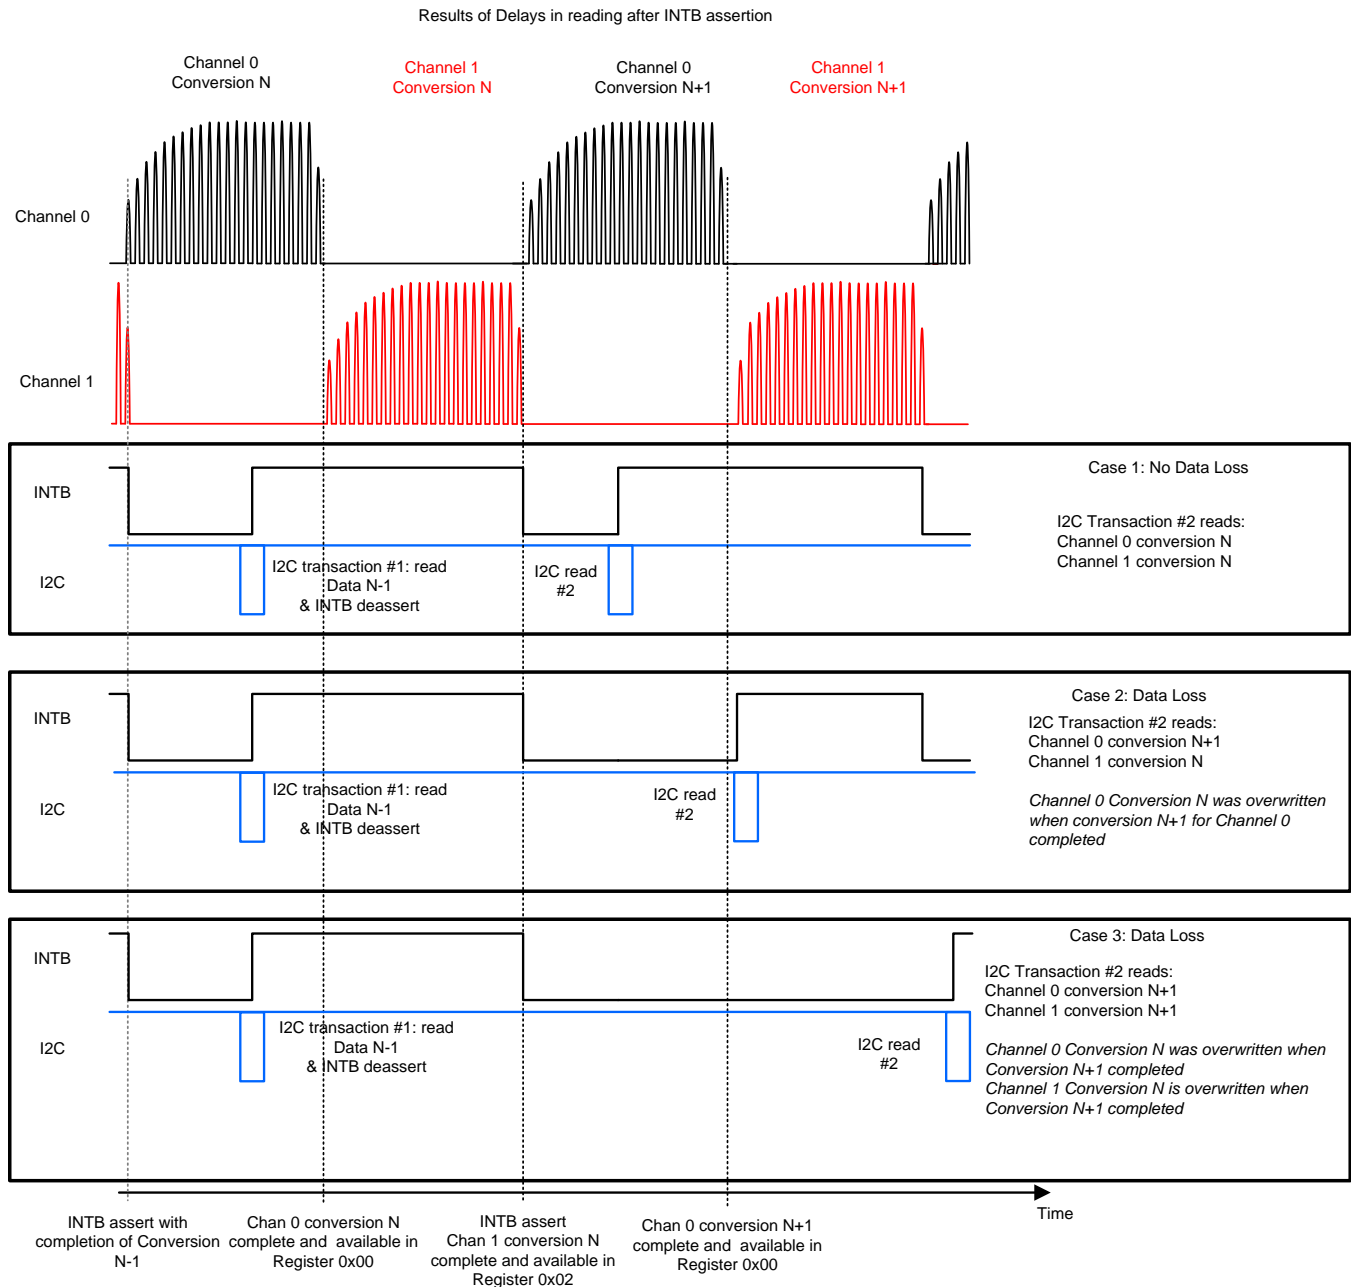 Results of Delays in reading after INTB assertion
Channel 0
Conversion N
Channel 1
Conversion N
Channel 0
Conversion N+1
Channel 1
Conversion N+1
Channel 0
Channel 1
INTB
I2C
I2C transaction #1: read
Data N-1
& INTB deassert
I2C read
#2
Case 1: No Data Loss
I2C Transaction #2 reads:
Channel 0 conversion N
Channel 1 conversion N
INTB
I2C
I2C transaction #1: read
Data N-1
& INTB deassert
I2C read
#2
Case 2: Data Loss
I2C Transaction #2 reads:
Channel 0 conversion N+1
Channel 1 conversion N
Channel 0 Conversion N was overwritten
when conversion N+1 for Channel 0
completed
INTB
I2C
I2C transaction #1: read
Data N-1
& INTB deassert
I2C read
#2
Case 3: Data Loss
I2C Transaction #2 reads:
Channel 0 conversion N+1
Channel 1 conversion N+1
Channel 0 Conversion N was overwritten when
Conversion N+1 completed
Channel 1 Conversion N is overwritten when
Conversion N+1 completed
Time
INTB assert with
completion of Conversion
N-1
Chan 0 conversion N
complete and available in
Register 0x00
INTB assert
Chan 1 conversion N
complete and available in
Register 0x02
Chan 0 conversion N+1
complete and available in
Register 0x00